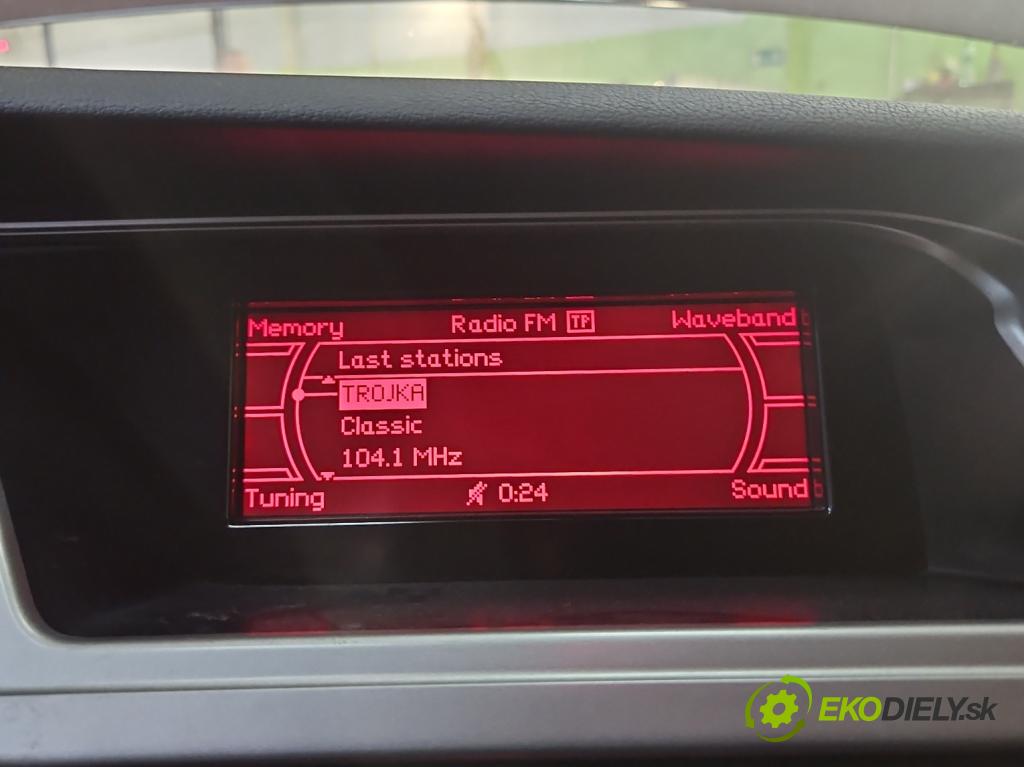 Memory Radio FM TP Waveband
Last stations
TROJKA
Classic
104.1 MHz
Tuning 0:24 Sound
EKODIELY.sk